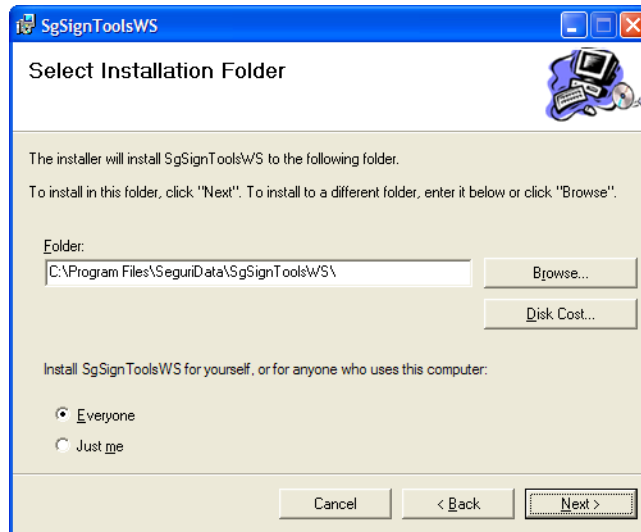 SgSignToolsWS
Select Installation Folder
The installer will install SgSignToolsWS to the following folder.
To install in this folder, click "Next". To install to a different folder, enter it below or click "Browse".
Folder:
C:\Program Files\SeguriData\SgSignToolsWS\
Browse...
Disk Cost...
Install SgSignToolsWS for yourself, or for anyone who uses this computer:
Everyone
Just me
Cancel
< Back
Next >